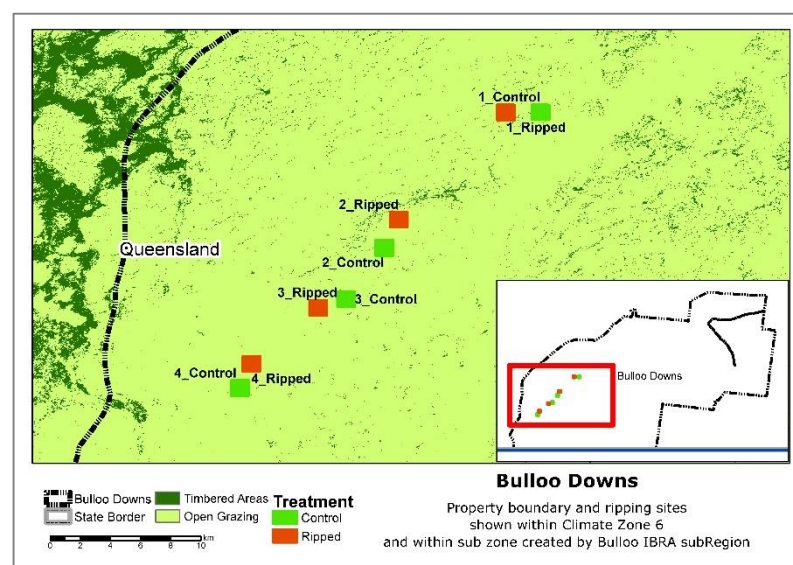 1_Control
1_Ripped
2_Ripped
Queensland
2_Control
3_Ripped
3_Control
4_Control
4_Ripped
Bulloo Downs
Bulloo Downs
Property boundary and ripping sites
shown within Climate Zone 6
and within sub zone created by Bulloo IBRA subRegion
Bulloo Downs
State Border
Timbered Areas
Open Grazing
Treatment
Control
Ripped
km
0 2 4 6 8 10